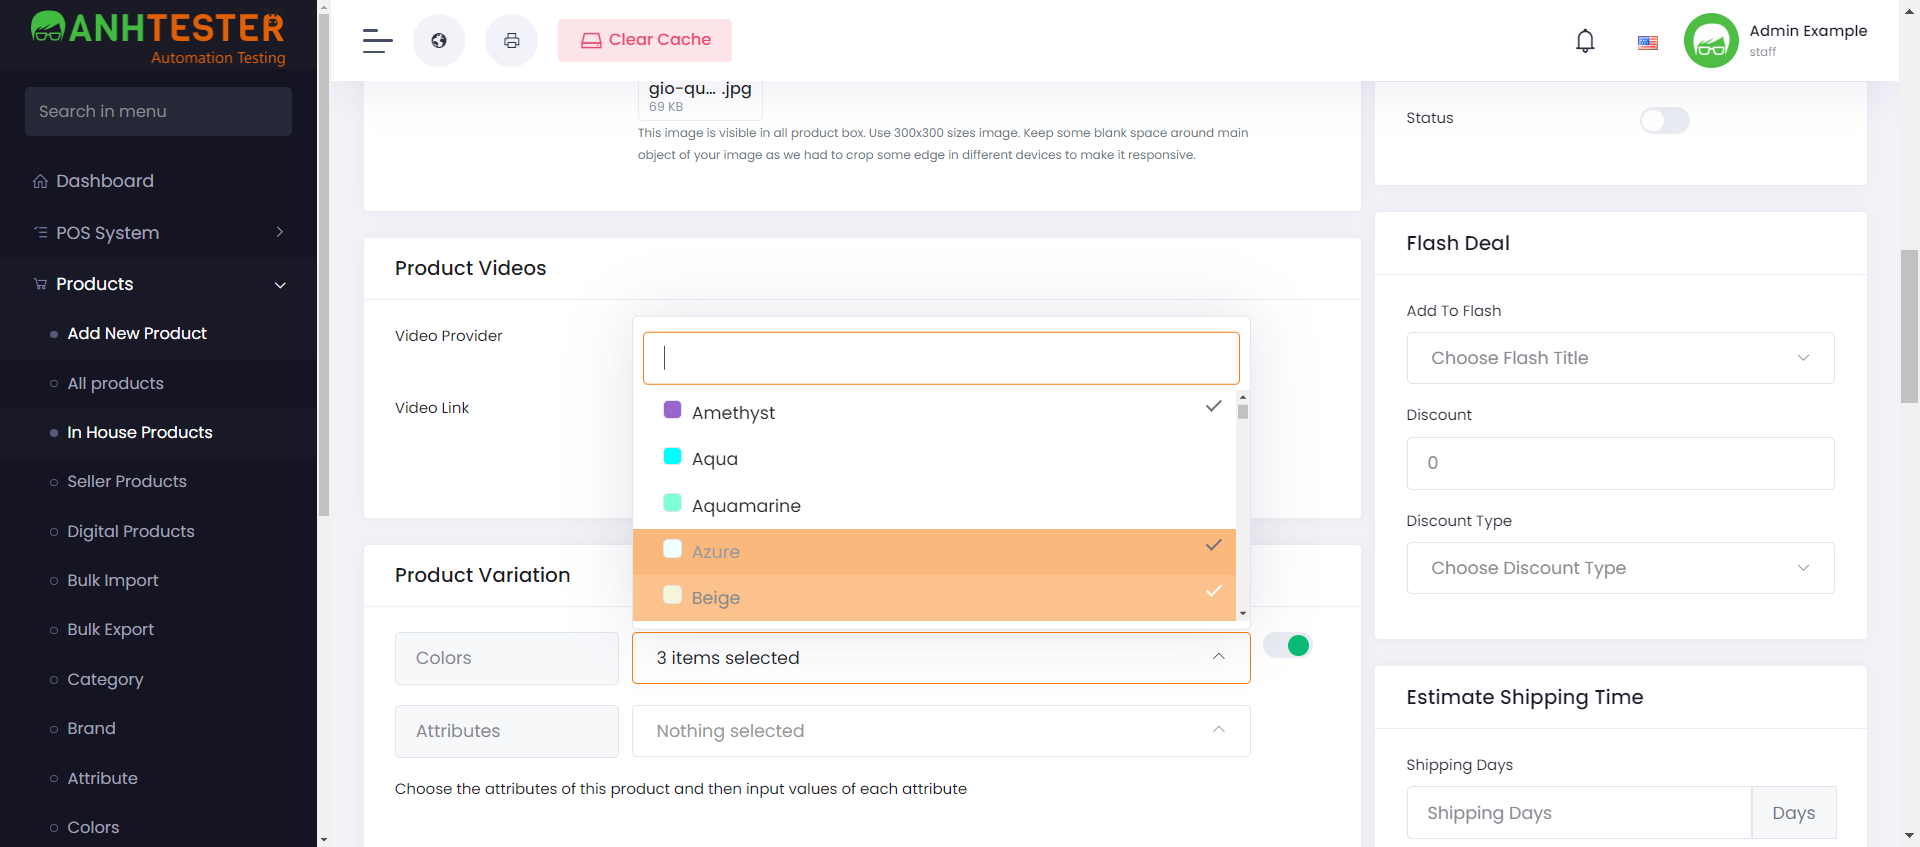 ANHTESTER
Automation Testing
Search in menu
Dashboard
POS System
Products
Add New Product
All products
In House Products
Seller Products
Digital Products
Bulk Import
Bulk Export
Category
Brand
Attribute
Colors
Clear Cache
Admin Example
staff
gio-qu... .jpg
69 KB
This image is visible in all product box. Use 300x300 sizes image. Keep some blank space around main
object of your image as we had to crop some edge in different devices to make it responsive.
Product Videos
Video Provider
Video Link
Amethyst
Aqua
Aquamarine
Azure
Beige
Product Variation
Colors
3 items selected
Attributes
Nothing selected
Choose the attributes of this product and then input values of each attribute
Status
Flash Deal
Add To Flash
Choose Flash Title
Discount
0
Discount Type
Choose Discount Type
Estimate Shipping Time
Shipping Days
Shipping Days
Days